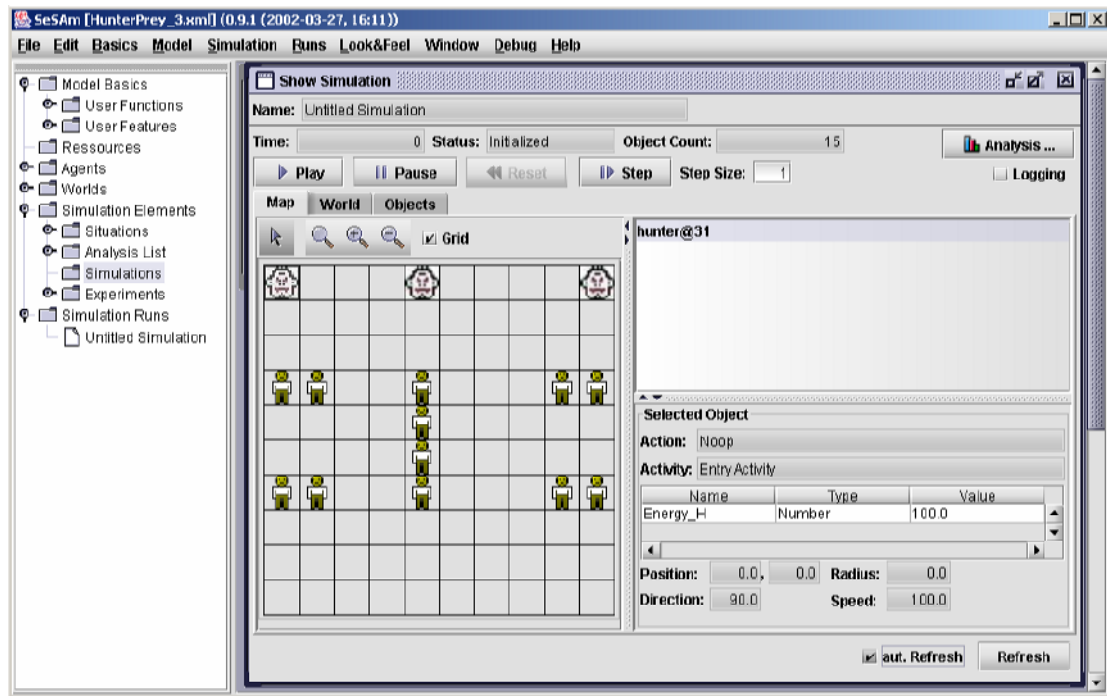 SeSAm [HunterPrey_3.xml] (0.9.1 (2002-03-27, 16:11))
File Edit Basics Model Simulation Runs Look&Feel Window Debug Help
Model Basics
User Functions
User Features
Ressources
Agents
Worlds
Simulation Elements
Situations
Analysis List
Simulations
Experiments
Simulation Runs
Untitled Simulation
Show Simulation
Name: Untitled Simulation
Time: 0 Status: Initialized Object Count: 15
Analysis ...
Play Pause Reset Step Step Size: 1
Logging
Map World Objects
Grid
hunter@31
Selected Object
Action: Noop
Activity: Entry Activity
Name Type Value
Energy_H Number 100.0
Position: 0.0, 0.0 Radius: 0.0
Direction: 90.0 Speed: 100.0
aut. Refresh Refresh